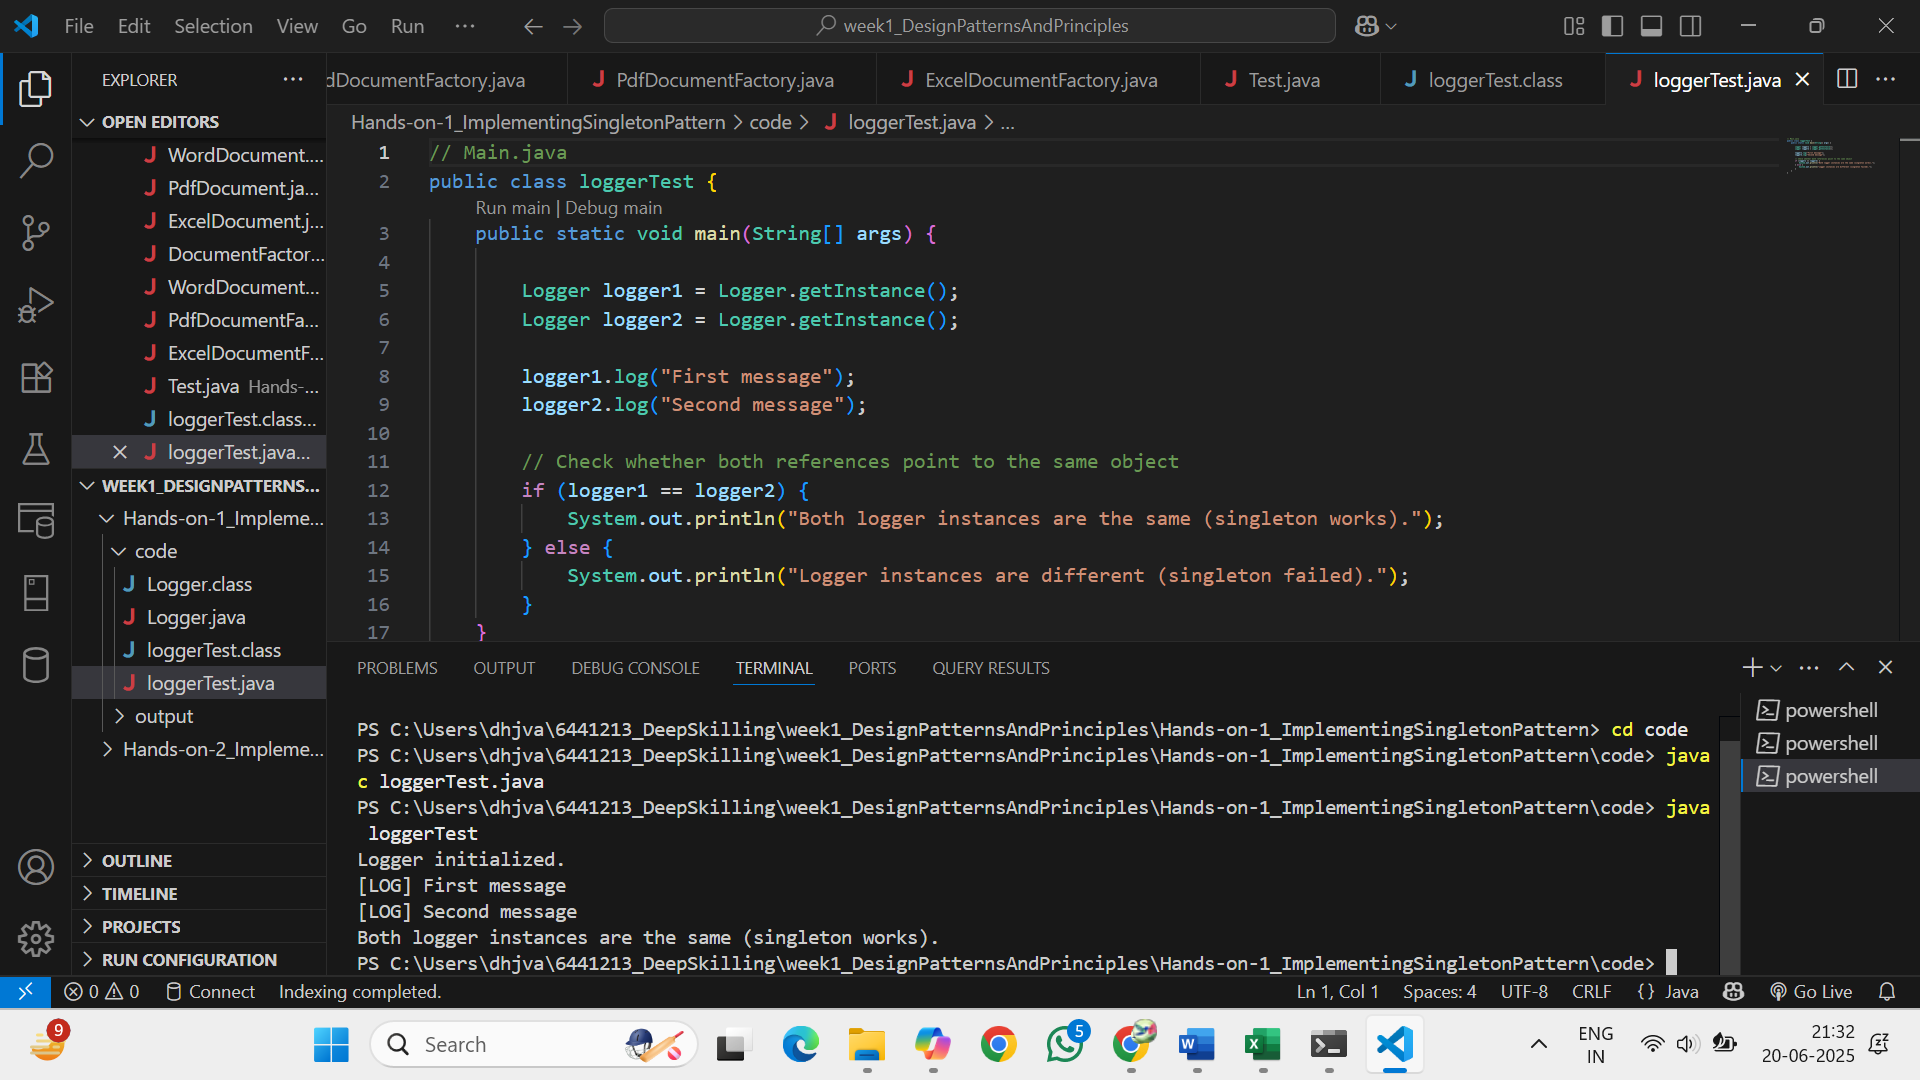 File Edit Selection View Go Run ...
week1_DesignPatternsAndPrinciples
EXPLORER
OPEN EDITORS
WordDocument....
PdfDocument.ja...
ExcelDocument.j...
DocumentFactor...
WordDocument...
PdfDocumentFa...
ExcelDocumentF...
Test.java Hands-...
loggerTest.class...
loggerTest.java...
WEEK1_DESIGNPATTERNS...
Hands-on-1_Impleme...
code
Logger.class
Logger.java
loggerTest.class
loggerTest.java
output
Hands-on-2_Impleme...
OUTLINE
TIMELINE
PROJECTS
RUN CONFIGURATION
dDocumentFactory.java PdfDocumentFactory.java ExcelDocumentFactory.java Test.java loggerTest.class loggerTest.java
Hands-on-1_ImplementingSingletonPattern > code > loggerTest.java > ...
1 // Main.java
2 public class loggerTest {
Run main | Debug main
3 public static void main(String[] args) {
4
5 Logger logger1 = Logger.getInstance();
6 Logger logger2 = Logger.getInstance();
7
8 logger1.log("First message");
9 logger2.log("Second message");
10
11 // Check whether both references point to the same object
12 if (logger1 == logger2) {
13 System.out.println("Both logger instances are the same (singleton works).");
14 } else {
15 System.out.println("Logger instances are different (singleton failed).");
16 }
17 }
PROBLEMS OUTPUT DEBUG CONSOLE TERMINAL PORTS QUERY RESULTS
PS C:\Users\dhjva\6441213_DeepSkilling\week1_DesignPatternsAndPrinciples\Hands-on-1_ImplementingSingletonPattern> cd code
PS C:\Users\dhjva\6441213_DeepSkilling\week1_DesignPatternsAndPrinciples\Hands-on-1_ImplementingSingletonPattern\code> java
c loggerTest.java
PS C:\Users\dhjva\6441213_DeepSkilling\week1_DesignPatternsAndPrinciples\Hands-on-1_ImplementingSingletonPattern\code> java
loggerTest
Logger initialized.
[LOG] First message
[LOG] Second message
Both logger instances are the same (singleton works).
PS C:\Users\dhjva\6441213_DeepSkilling\week1_DesignPatternsAndPrinciples\Hands-on-1_ImplementingSingletonPattern\code>
powershell
powershell
powershell
0 0 Connect Indexing completed. Ln 1, Col 1 Spaces: 4 UTF-8 CRLF {} Java Go Live
9 Search 5
ENG
IN
21:32
20-06-2025